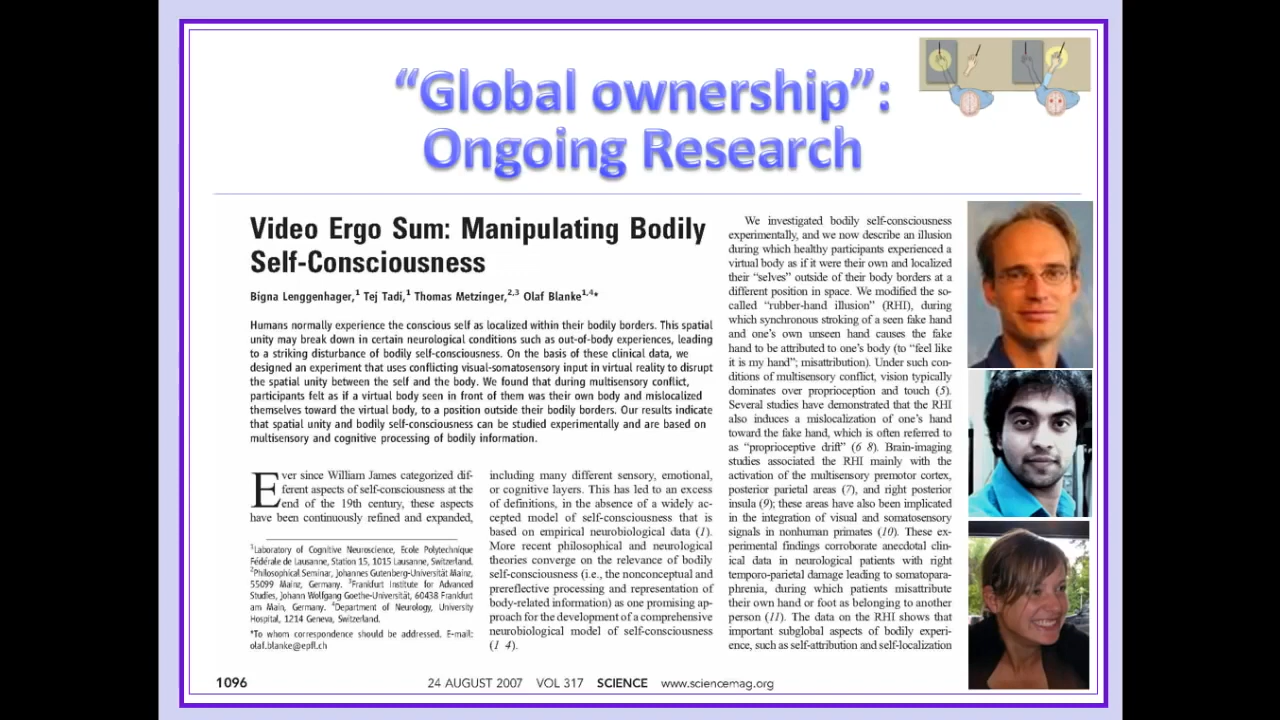 “Global ownership”:
Ongoing Research
Video Ergo Sum: Manipulating Bodily
Self-Consciousness
Bigna Lenggenhager,1 Tej Tadi,1 Thomas Metzinger,2,3 Olaf Blanke1,4*
Humans normally experience the conscious self as localized within their bodily borders. This spatial
unity may break down in certain neurological conditions such as out-of-body experiences, leading
to a striking disturbance of bodily self-consciousness. On the basis of these clinical data, we
designed an experiment that uses conflicting visual-somatosensory input in virtual reality to disrupt
the spatial unity between the self and the body. We found that during multisensory conflict,
participants felt as if a virtual body seen in front of them was their own body and mislocalized
themselves toward the virtual body, to a position outside their bodily borders. Our results indicate
that spatial unity and bodily self-consciousness can be studied experimentally and are based on
multisensory and cognitive processing of bodily information.
Ever since William James categorized dif-
ferent aspects of self-consciousness at the
end of the 19th century, these aspects
have been continuously refined and expanded,
1Laboratory of Cognitive Neuroscience, Ecole Polytechnique
Fédérale de Lausanne, Station 15, 1015 Lausanne, Switzerland.
2Philosophical Seminar, Johannes Gutenberg-Universität Mainz,
55099 Mainz, Germany. 3Frankfurt Institute for Advanced
Studies, Johann Wolfgang Goethe-Universität, 60438 Frankfurt
am Main, Germany. 4Department of Neurology, University
Hospital, 1214 Geneva, Switzerland.
*To whom correspondence should be addressed. E-mail:
olaf.blanke@epfl.ch
including many different sensory, emotional,
or cognitive layers. This has led to an excess
of definitions, in the absence of a widely ac-
cepted model of self-consciousness that is
based on empirical neurobiological data (1).
More recent philosophical and neurological
theories converge on the relevance of bodily
self-consciousness (i.e., the nonconceptual and
prereflective processing and representation of
body-related information) as one promising ap-
proach for the development of a comprehensive
neurobiological model of self-consciousness
(1 4).
We investigated bodily self-consciousness
experimentally, and we now describe an illusion
during which healthy participants experienced a
virtual body as if it were their own and localized
their “selves” outside of their body borders at a
different position in space. We modified the so-
called “rubber-hand illusion” (RHI), during
which synchronous stroking of a seen fake hand
and one's own unseen hand causes the fake
hand to be attributed to one's body (to “feel like
it is my hand”; misattribution). Under such con-
ditions of multisensory conflict, vision typically
dominates over proprioception and touch (5).
Several studies have demonstrated that the RHI
also induces a mislocalization of one's hand
toward the fake hand, which is often referred to
as “proprioceptive drift” (6 8). Brain-imaging
studies associated the RHI mainly with the
activation of the multisensory premotor cortex,
posterior parietal areas (7), and right posterior
insula (9); these areas have also been implicated
in the integration of visual and somatosensory
signals in nonhuman primates (10). These ex-
perimental findings corroborate anecdotal clin-
ical data in neurological patients with right
temporo-parietal damage leading to somatopara-
phrenia, during which patients misattribute
their own hand or foot as belonging to another
person (11). The data on the RHI shows that
important subglobal aspects of bodily experi-
ence, such as self-attribution and self-localization
1096
24 AUGUST 2007 VOL 317 SCIENCE www.sciencemag.org